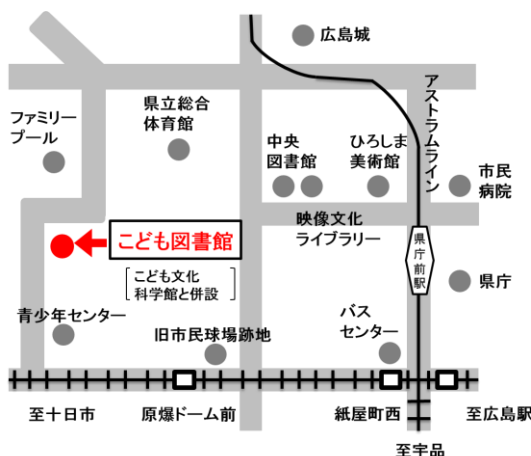 広島城
アストラムライン
県立総合
体育館
ファミリー
プール
中央
図書館
ひろしま
美術館
市民
病院
映像文化
ライブラリー
こども図書館
こども文化
科学館と併設
県庁前駅
県庁
青少年センター
旧市民球場跡地
バス
センター
至十日市
原爆ドーム前
紙屋町西
至広島駅
至宇品